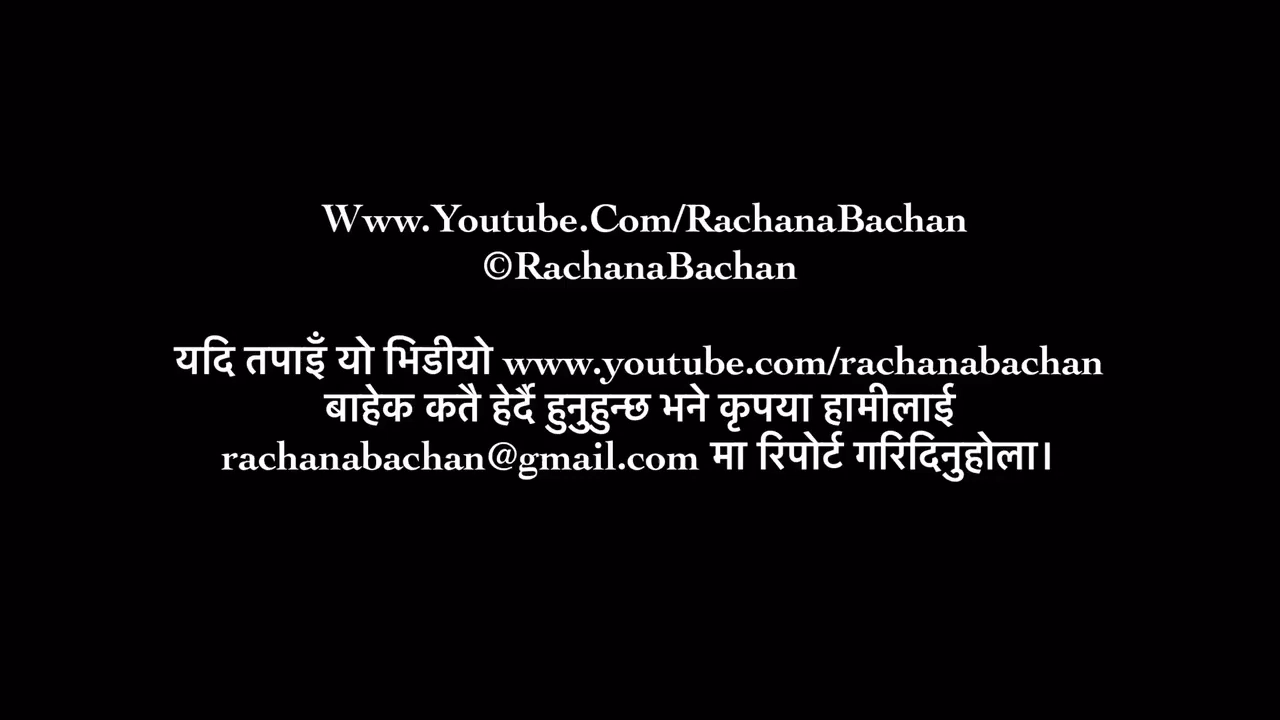 Www.Youtube.Com/RachanaBachan
©RachanaBachan
यदि तपाइँ यो भिडीयो www.youtube.com/rachanabachan
बाहेक कतै हेर्दै हुनुहुन्छ भने कृपया हामीलाई
rachanabachan@gmail.com मा रिपोर्ट गरिदिनुहोला।